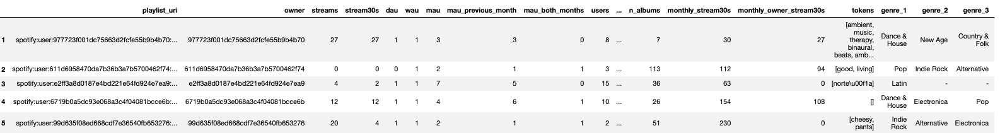 playlist_uri owner streams stream30s dau wau mau mau_previous_month mau_both_months users ... n_albums monthly_stream30s monthly_owner_stream30s tokens genre_1 genre_2 genre_3
1 spotify:user:977723f001dc75663d2fcfe55b9b4b70:... 977723f001dc75663d2fcfe55b9b4b70 27 27 1 1 3 3 0 8 ... 7 30 27 [ambient, music, therapy, binaural, beats, amb... Dance & House New Age Country & Folk
2 spotify:user:611d6958470da7b36b3a7b5700462f74:... 611d6958470da7b36b3a7b5700462f74 0 0 0 1 2 1 1 3 ... 113 112 94 [good, living] Pop Indie Rock Alternative
3 spotify:user:e2ff3a8d0187e4bd221e64fd924e7ea9:... e2ff3a8d0187e4bd221e64fd924e7ea9 4 2 1 1 7 5 0 15 ... 36 63 0 [norte\u00f1a] Latin - -
4 spotify:user:6719b0a5dc93e068a3c4f04081bcce6b:... 6719b0a5dc93e068a3c4f04081bcce6b 12 12 1 1 4 6 1 10 ... 26 154 108 [] Dance & House Electronica Pop
5 spotify:user:99d635f08ed668cdf7e36540fb653276:... 99d635f08ed668cdf7e36540fb653276 20 4 1 1 2 1 1 2 ... 51 230 0 [cheesy, pants] Indie Rock Alternative Electronica